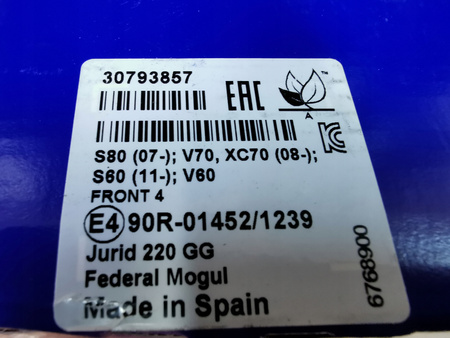 30793857
EAC
TM
A
S80 (07-); V70, XC70 (08-);
S60 (11-); V60
FRONT 4
E4 90R-01452/1239
Jurid 220 GG
Federal Mogul
Made in Spain
6768900